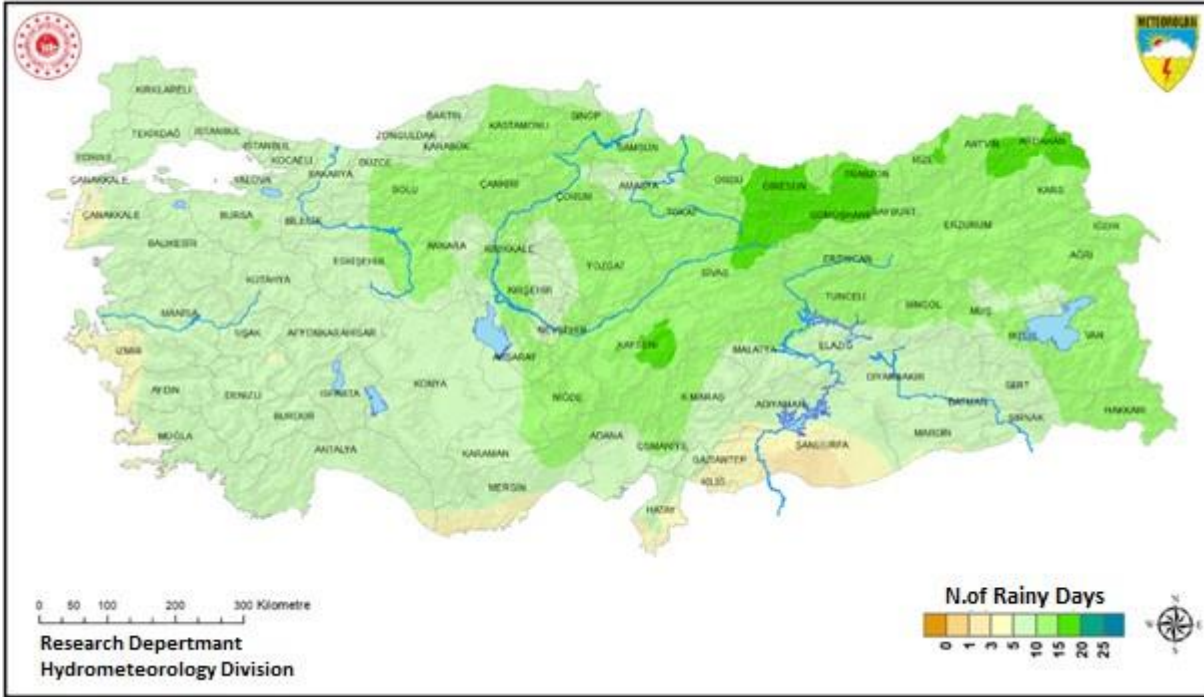 METEOROLOJİ
KIRKLARELİ
TEKİRDAĞ
İSTANBUL
EDİRNE
İSTANBUL
KOCAELİ
YALOVA
SAKARYA
DÜZCE
ZONGULDAK
BARTIN
KARABÜK
KASTAMONU
SİNOP
SAMSUN
ÇANAKKALE
ÇANAKKALE
BURSA
BİLECİK
BOLU
ÇANKIRI
ÇORUM
AMASYA
TOKAT
ORDU
GİRESUN
TRABZON
RİZE
ARTVİN
ARDAHAN
KARS
GÜMÜŞHANE
BAYBURT
ERZURUM
IĞDIR
AĞRI
BALIKESİR
ESKİŞEHİR
ANKARA
KIRIKKALE
YOZGAT
SİVAS
ERZİNCAN
KÜTAHYA
KIRŞEHİR
TUNCELİ
BİNGÖL
MUŞ
MANİSA
UŞAK
AFYONKARAHİSAR
NEVŞEHİR
KAYSERİ
AKSARAY
MALATYA
ELAZIĞ
BİTLİS
VAN
İZMİR
AYDIN
DENİZLİ
ISPARTA
BURDUR
KONYA
NİĞDE
K.MARAŞ
ADIYAMAN
DİYARBAKIR
BATMAN
SİİRT
ŞIRNAK
HAKKARİ
MUĞLA
ANTALYA
KARAMAN
MERSİN
ADANA
OSMANİYE
GAZİANTEP
KİLİS
ŞANLIURFA
MARDİN
HATAY
0 50 100 200 300 Kilometre
Research Depertmant
Hydrometeorology Division
N.of Rainy Days
0 1 3 5 10 15 20 25